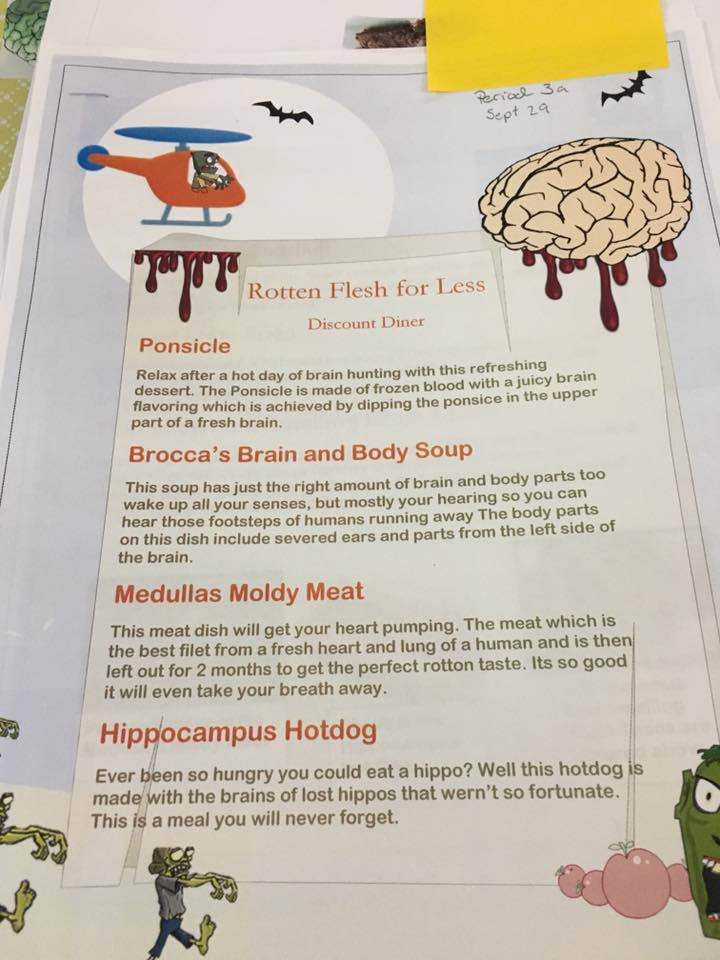 Period 3a
Sept 29
Rotten Flesh for Less
Discount Diner
Ponsicle
Relax after a hot day of brain hunting with this refreshing
dessert. The Ponsicle is made of frozen blood with a juicy brain
flavoring which is achieved by dipping the ponsice in the upper
part of a fresh brain.
Brocca's Brain and Body Soup
This soup has just the right amount of brain and body parts too
wake up all your senses, but mostly your hearing so you can
hear those footsteps of humans running away The body parts
on this dish include severed ears and parts from the left side of
the brain.
Medullas Moldy Meat
This meat dish will get your heart pumping. The meat which is
the best filet from a fresh heart and lung of a human and is then
left out for 2 months to get the perfect rotton taste. Its so good
it will even take your breath away.
Hippocampus Hotdog
Ever been so hungry you could eat a hippo? Well this hotdog is
made with the brains of lost hippos that wern't so fortunate.
This is a meal you will never forget.